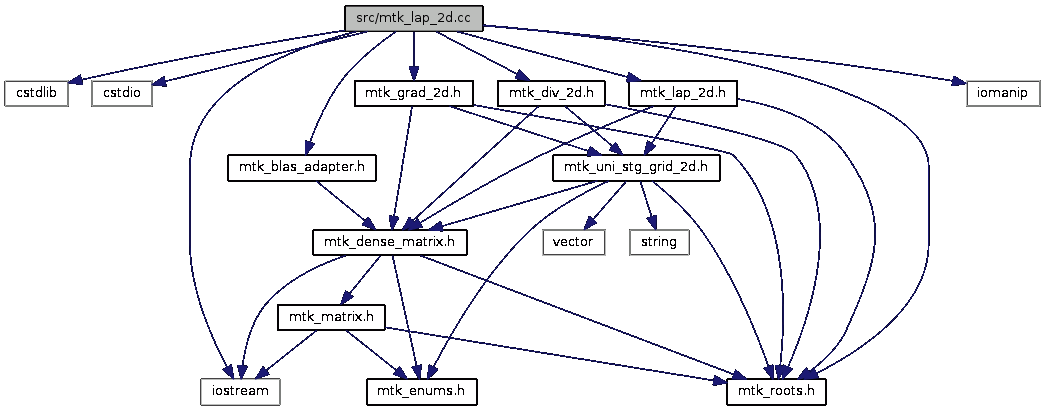 src/mtk_lap_2d.cc
cstdlib
cstdio
mtk_grad_2d.h
mtk_div_2d.h
mtk_lap_2d.h
iomanip
mtk_blas_adapter.h
mtk_uni_stg_grid_2d.h
mtk_dense_matrix.h
vector
string
mtk_matrix.h
iostream
mtk_enums.h
mtk_roots.h